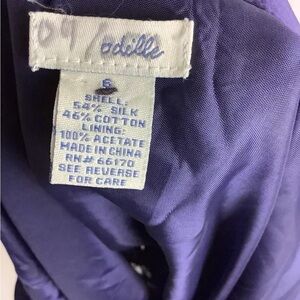 09
odille
6
SHELL:
54% SILK
46% COTTON
LINING:
100% ACETATE
MADE IN CHINA
RN# 66170
SEE REVERSE
FOR CARE